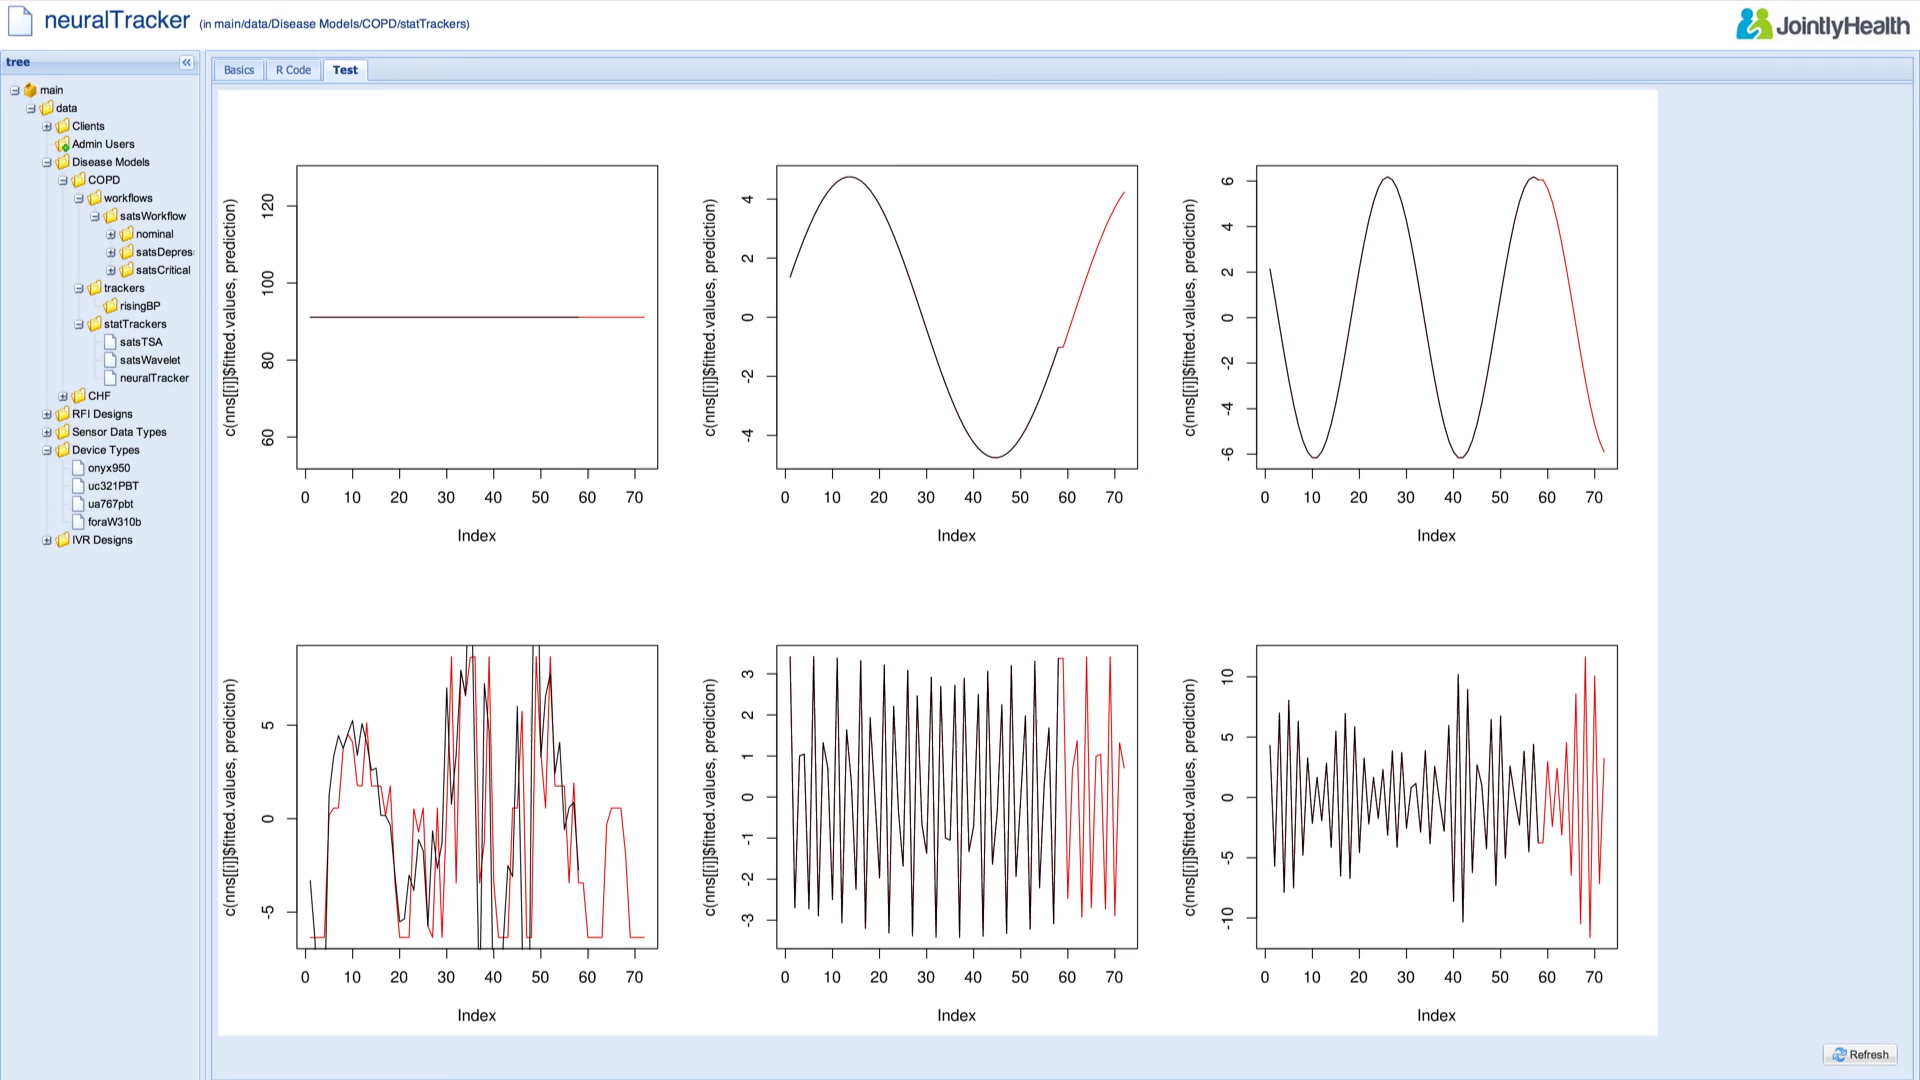 neuralTracker (in main/data/Disease Models/COPD/statTrackers)
JointlyHealth
tree
Basics
R Code
Test
main
data
Clients
Admin Users
Disease Models
COPD
workflows
satsWorkflow
nominal
satsDepres
satsCritical
trackers
risingBP
statTrackers
satsTSA
satsWavelet
neuralTracker
CHF
RFI Designs
Sensor Data Types
Device Types
onyx950
uc321PBT
ua767pbt
foraW310b
IVR Designs
c(nns[[i]]$fitted.values, prediction)
60 80 100 120
0 10 20 30 40 50 60 70
Index
c(nns[[i]]$fitted.values, prediction)
-4 -2 0 2 4
0 10 20 30 40 50 60 70
Index
c(nns[[i]]$fitted.values, prediction)
-6 -4 -2 0 2 4 6
0 10 20 30 40 50 60 70
Index
c(nns[[i]]$fitted.values, prediction)
-5 0 5
0 10 20 30 40 50 60 70
Index
c(nns[[i]]$fitted.values, prediction)
-3 -2 -1 0 1 2 3
0 10 20 30 40 50 60 70
Index
c(nns[[i]]$fitted.values, prediction)
-10 -5 0 5 10
0 10 20 30 40 50 60 70
Index
Refresh